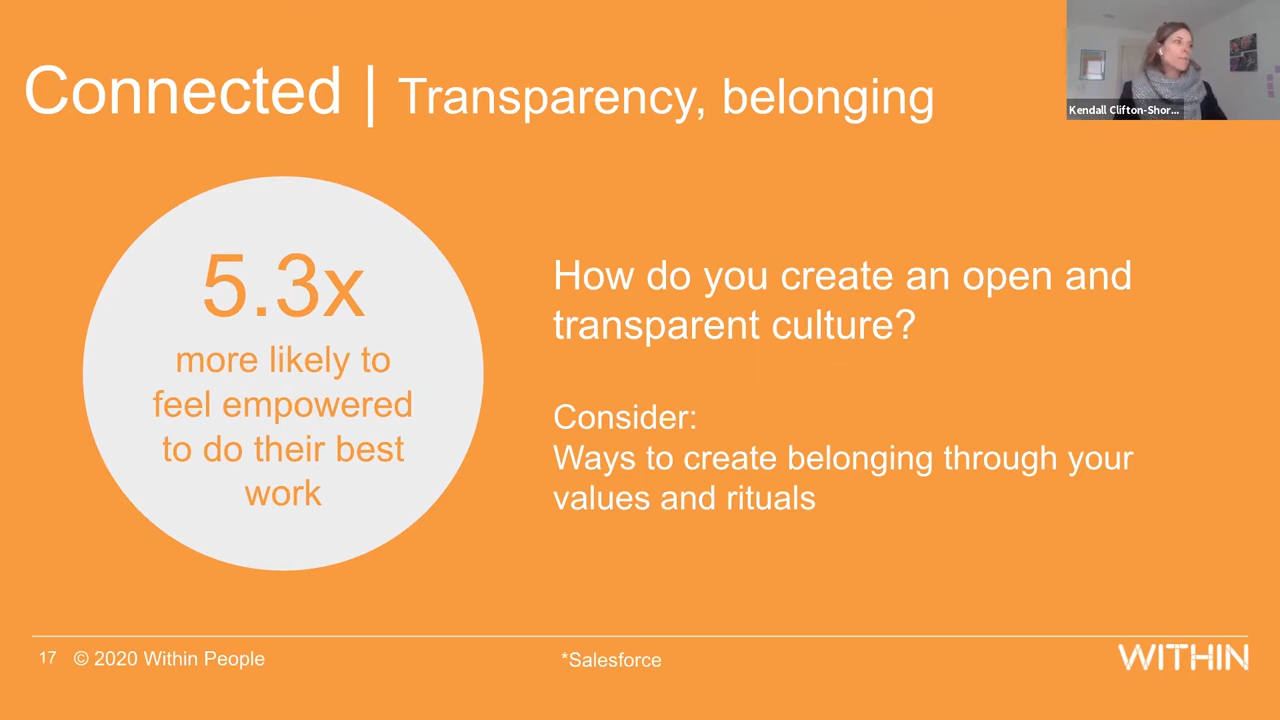 Connected | Transparency, belonging
Kendall Clifton-Shor...
5.3x
more likely to
feel empowered
to do their best
work
How do you create an open and
transparent culture?
Consider:
Ways to create belonging through your
values and rituals
17 © 2020 Within People
*Salesforce
WITHIN